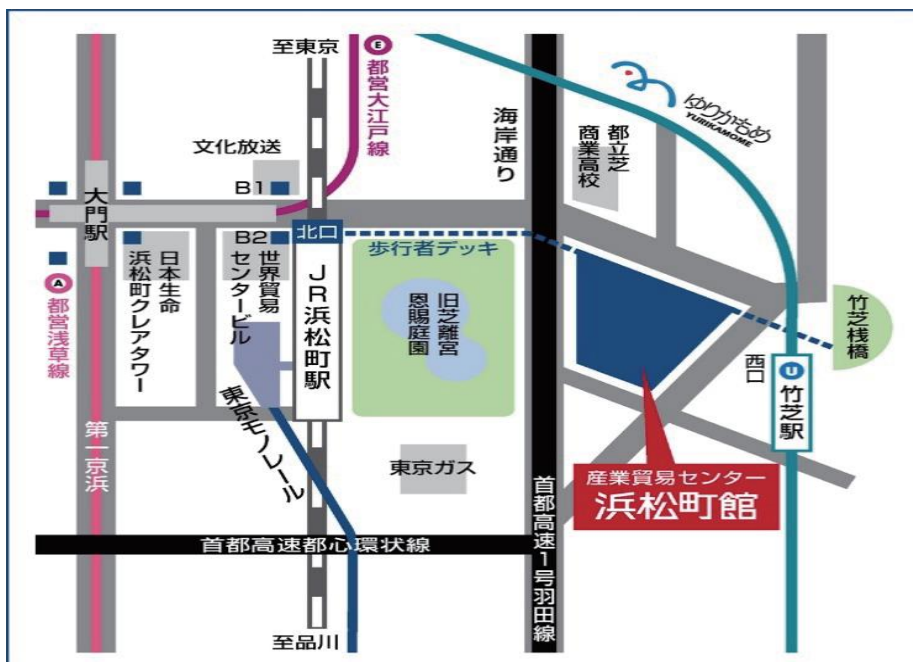 至東京
E
都営大江戸線
海岸通り
ゆりかもめ
YURIKAMOME
都立芝
商業高校
文化放送
B1
大門駅
B2
北口
歩行者デッキ
A
都営浅草線
日本生命
浜松町クレアタワー
世界貿易
センタービル
JR浜松町駅
旧芝離宮
恩賜庭園
竹芝桟橋
西口
U
竹芝駅
東京モノレール
第一京浜
東京ガス
産業貿易センター
浜松町館
首都高速1号羽田線
首都高速都心環状線
至品川